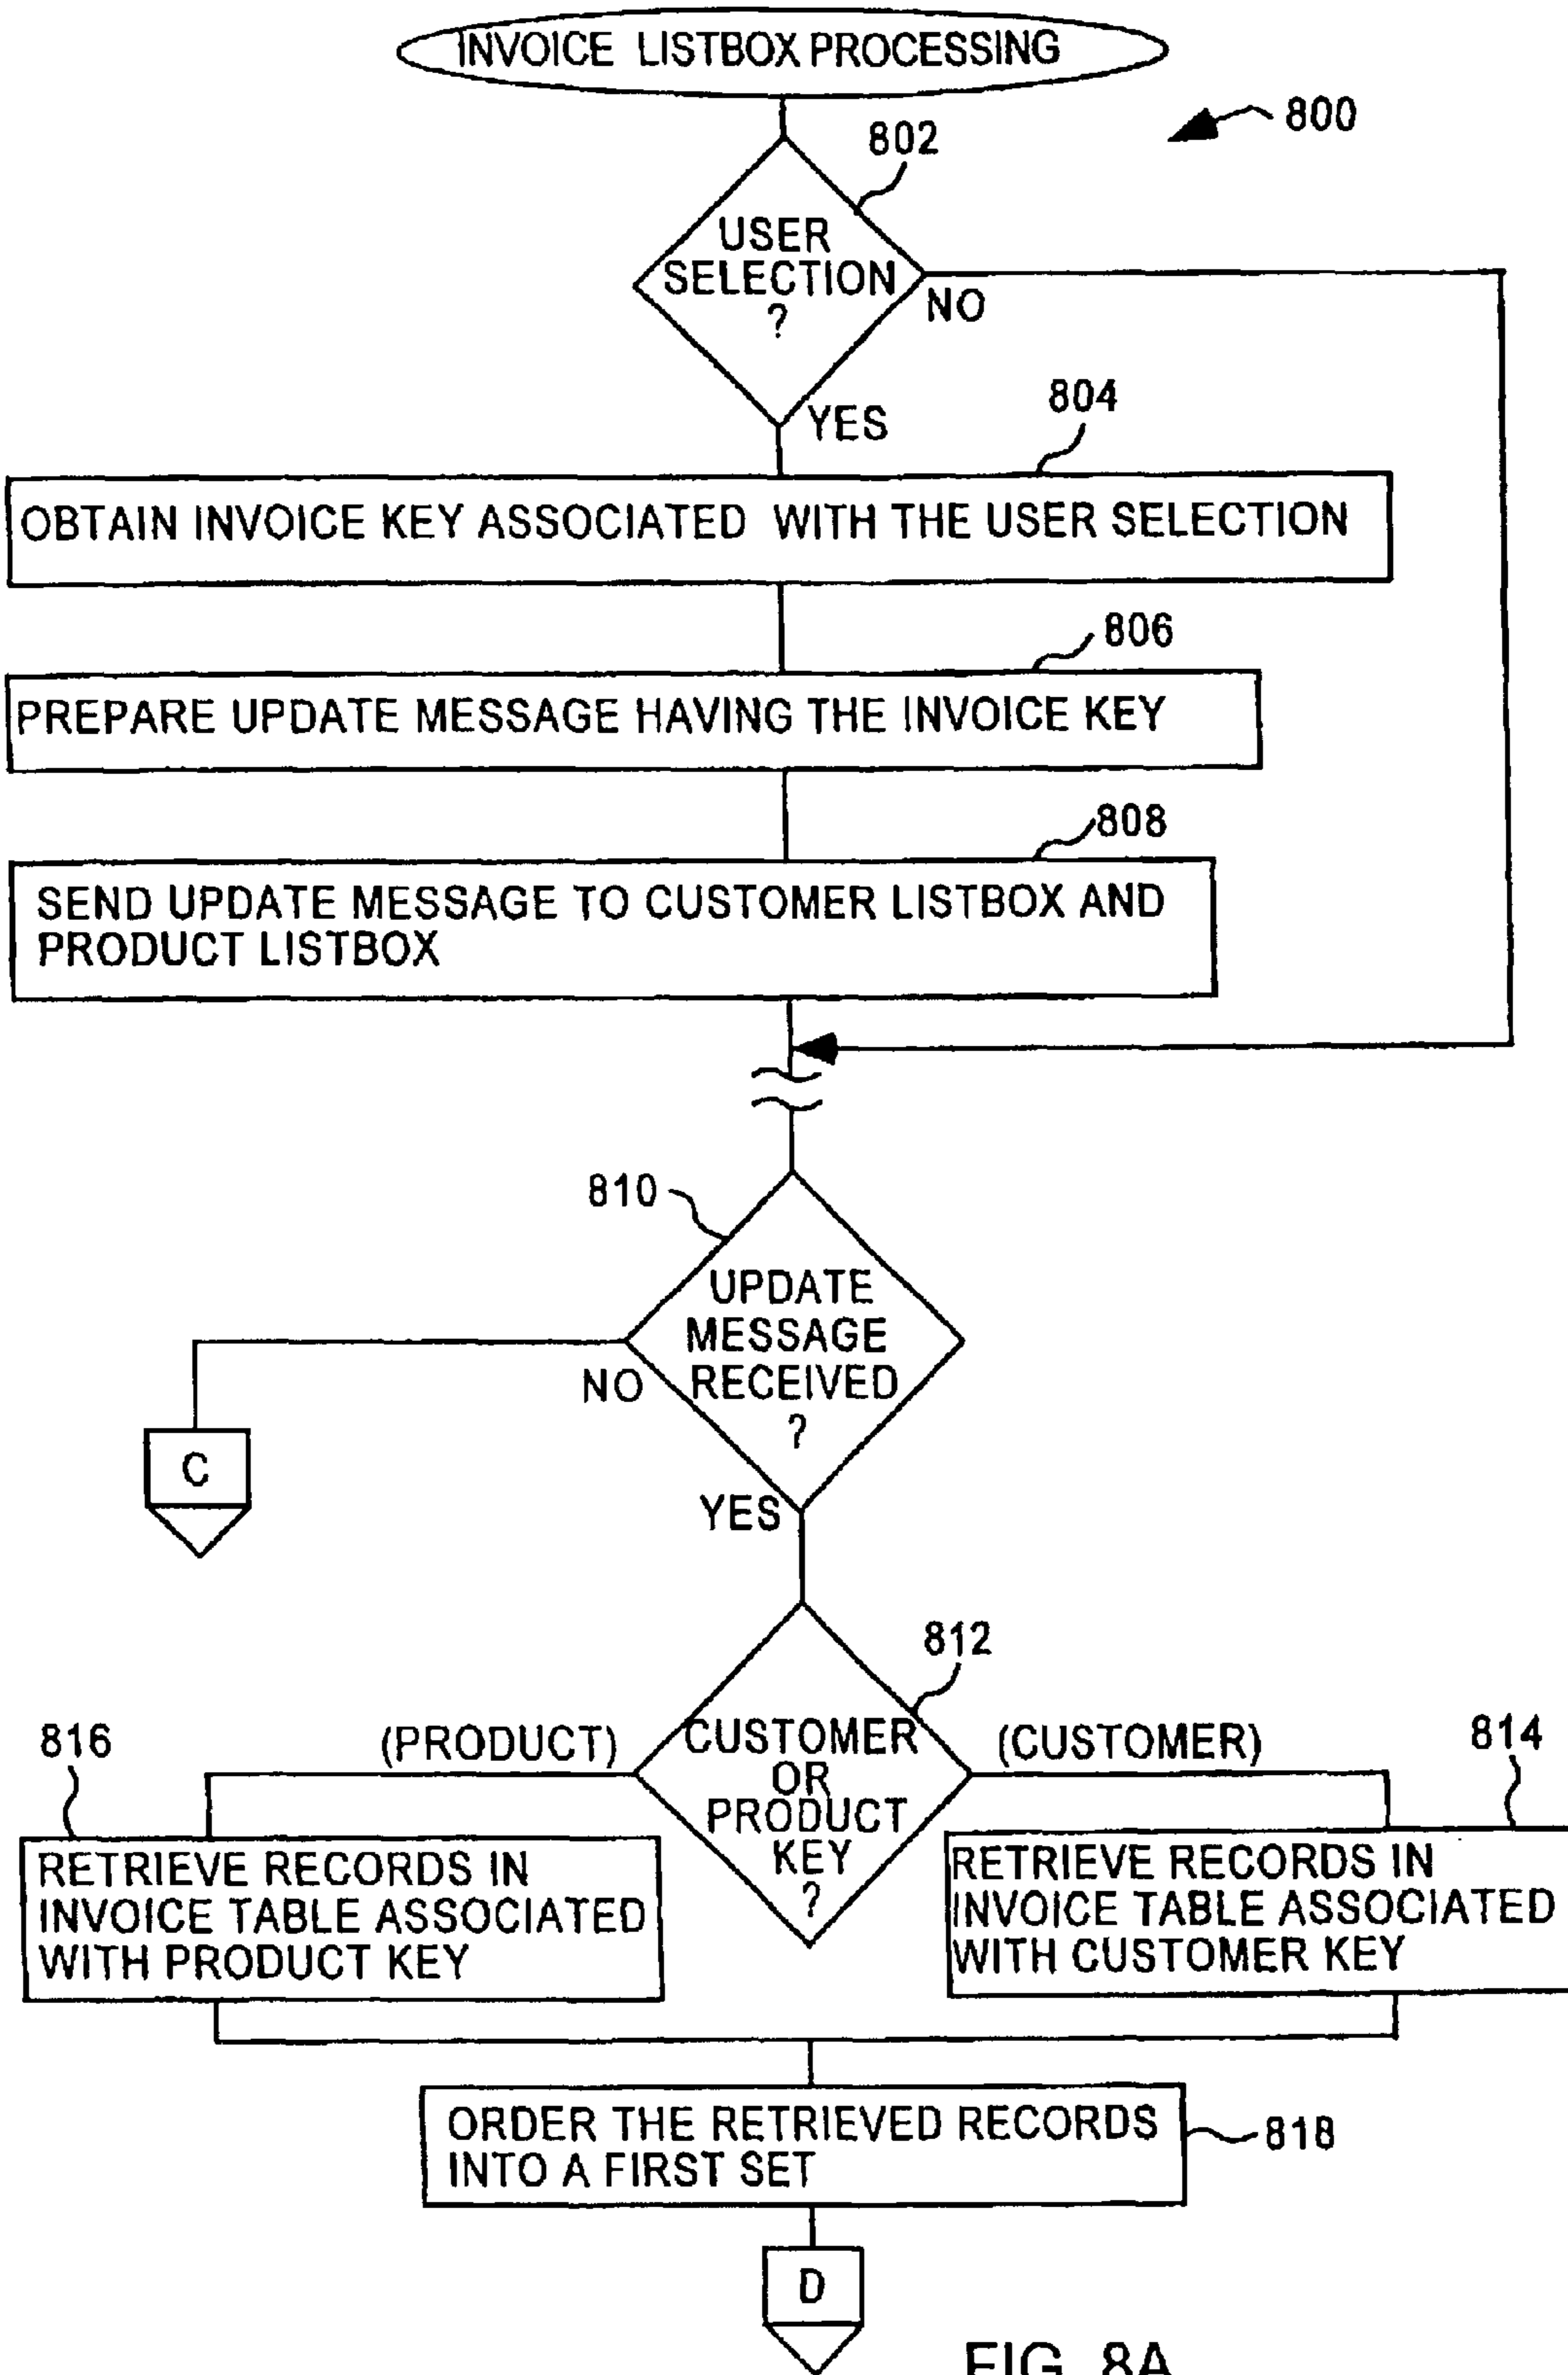 INVOICE LISTBOX PROCESSING
800
802
USER
SELECTION
?
NO
YES
804
OBTAIN INVOICE KEY ASSOCIATED WITH THE USER SELECTION
806
PREPARE UPDATE MESSAGE HAVING THE INVOICE KEY
808
SEND UPDATE MESSAGE TO CUSTOMER LISTBOX AND
PRODUCT LISTBOX
810
UPDATE
MESSAGE
RECEIVED
?
NO
C
YES
812
CUSTOMER
OR
PRODUCT
KEY
?
(PRODUCT)
(CUSTOMER)
816
814
RETRIEVE RECORDS IN
INVOICE TABLE ASSOCIATED
WITH PRODUCT KEY
RETRIEVE RECORDS IN
INVOICE TABLE ASSOCIATED
WITH CUSTOMER KEY
ORDER THE RETRIEVED RECORDS
INTO A FIRST SET
818
D
FIG. 8A